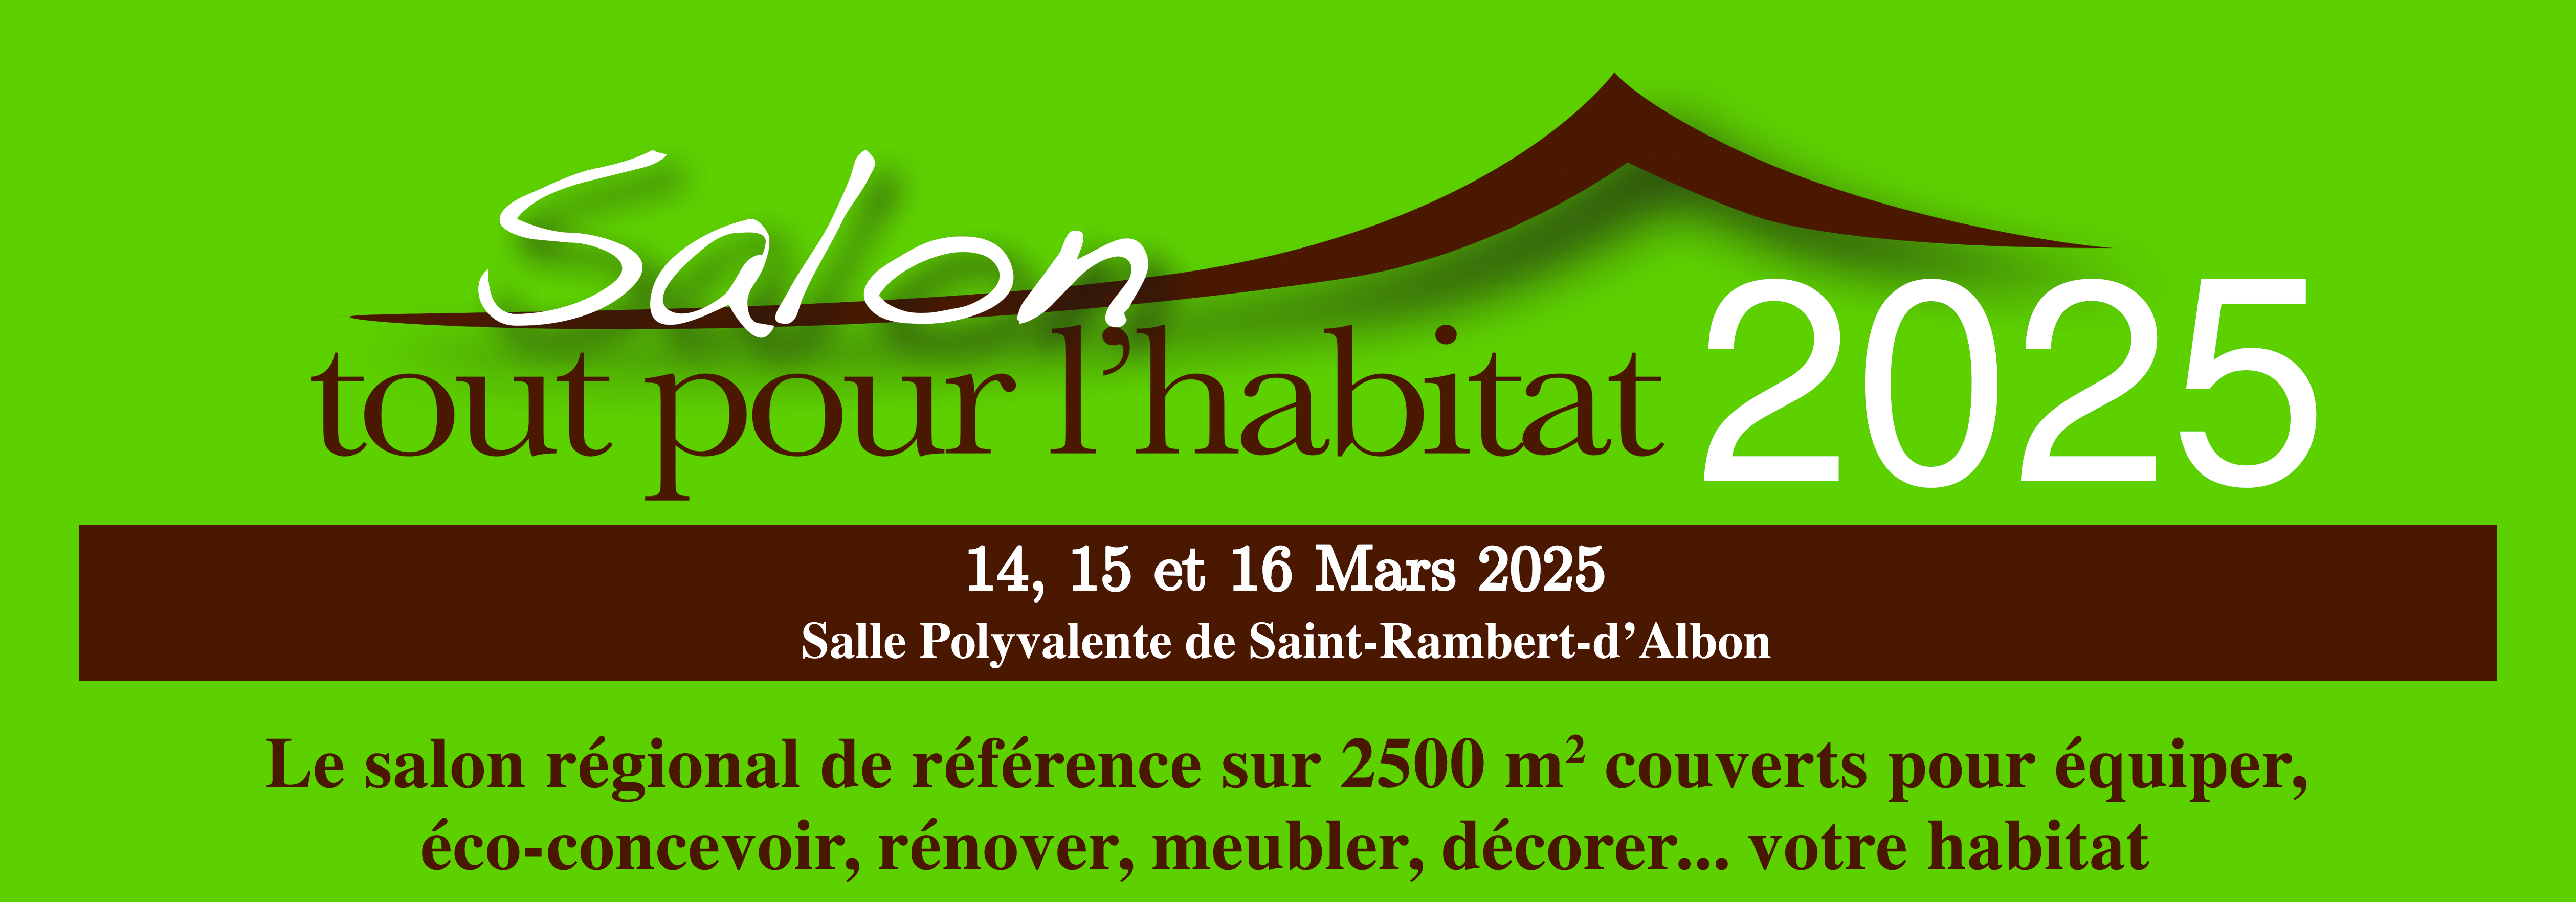 Salon
tout pour l’habitat 2025
14, 15 et 16 Mars 2025
Salle Polyvalente de Saint-Rambert-d’Albon
Le salon régional de référence sur 2500 m² couverts pour équiper,
éco-concevoir, rénover, meubler, décorer... votre habitat